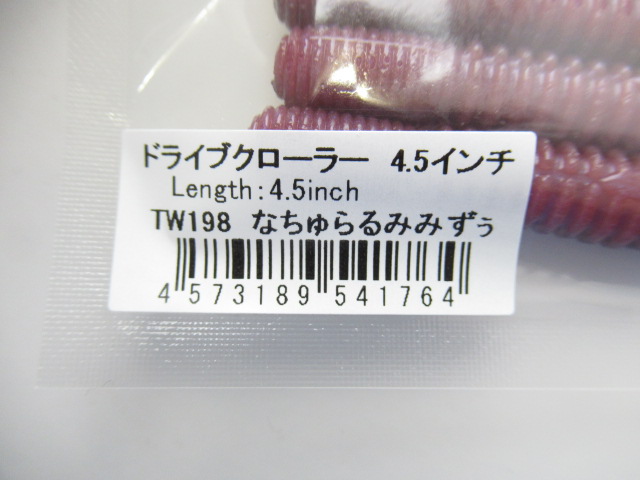 ドライブクローラー 4.5インチ
Length:4.5inch
TW198 なちゅらるみみずぅ
4 573189 541764